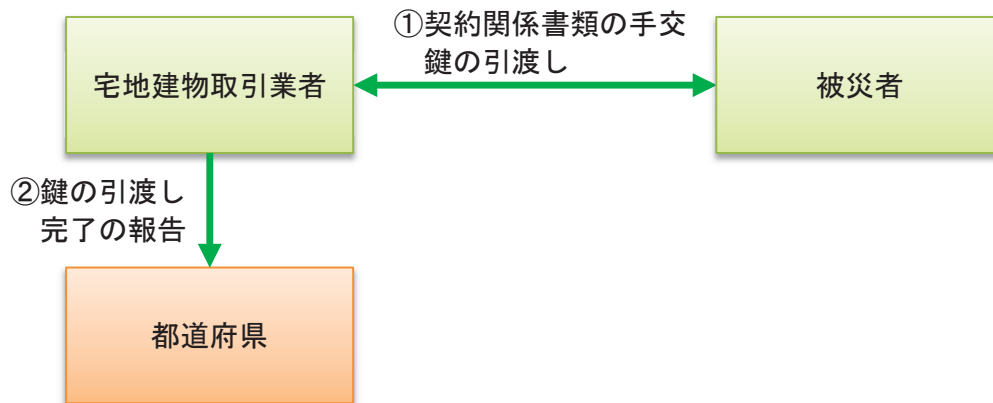 ①契約関係書類の手交
鍵の引渡し
宅地建物取引業者
被災者
②鍵の引渡し
完了の報告
都道府県